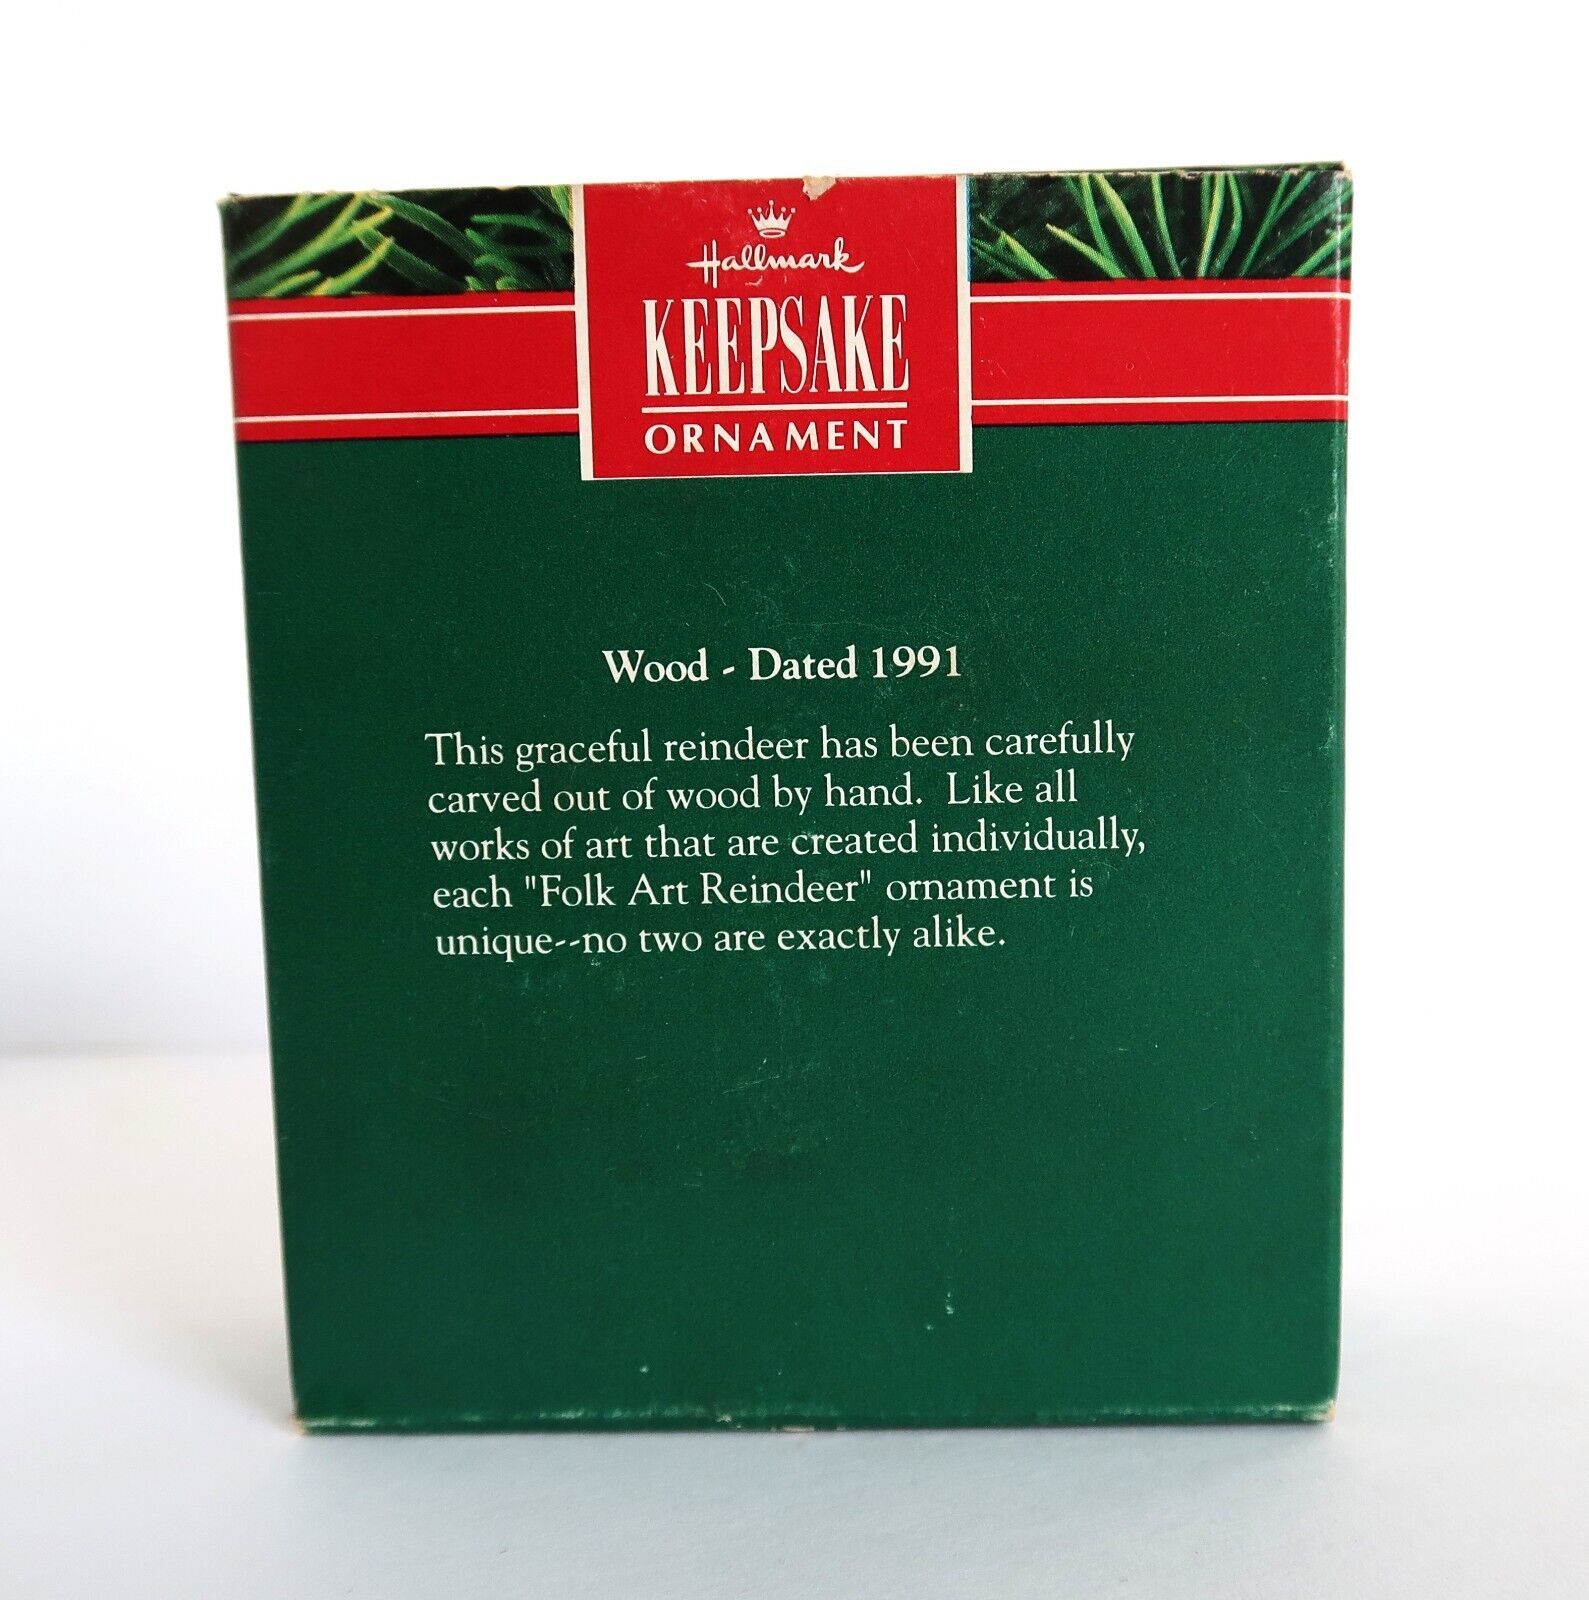 Hallmark
KEEPSAKE
ORNAMENT
Wood - Dated 1991
This graceful reindeer has been carefully
carved out of wood by hand.  Like all
works of art that are created individually,
each "Folk Art Reindeer" ornament is
unique--no two are exactly alike.